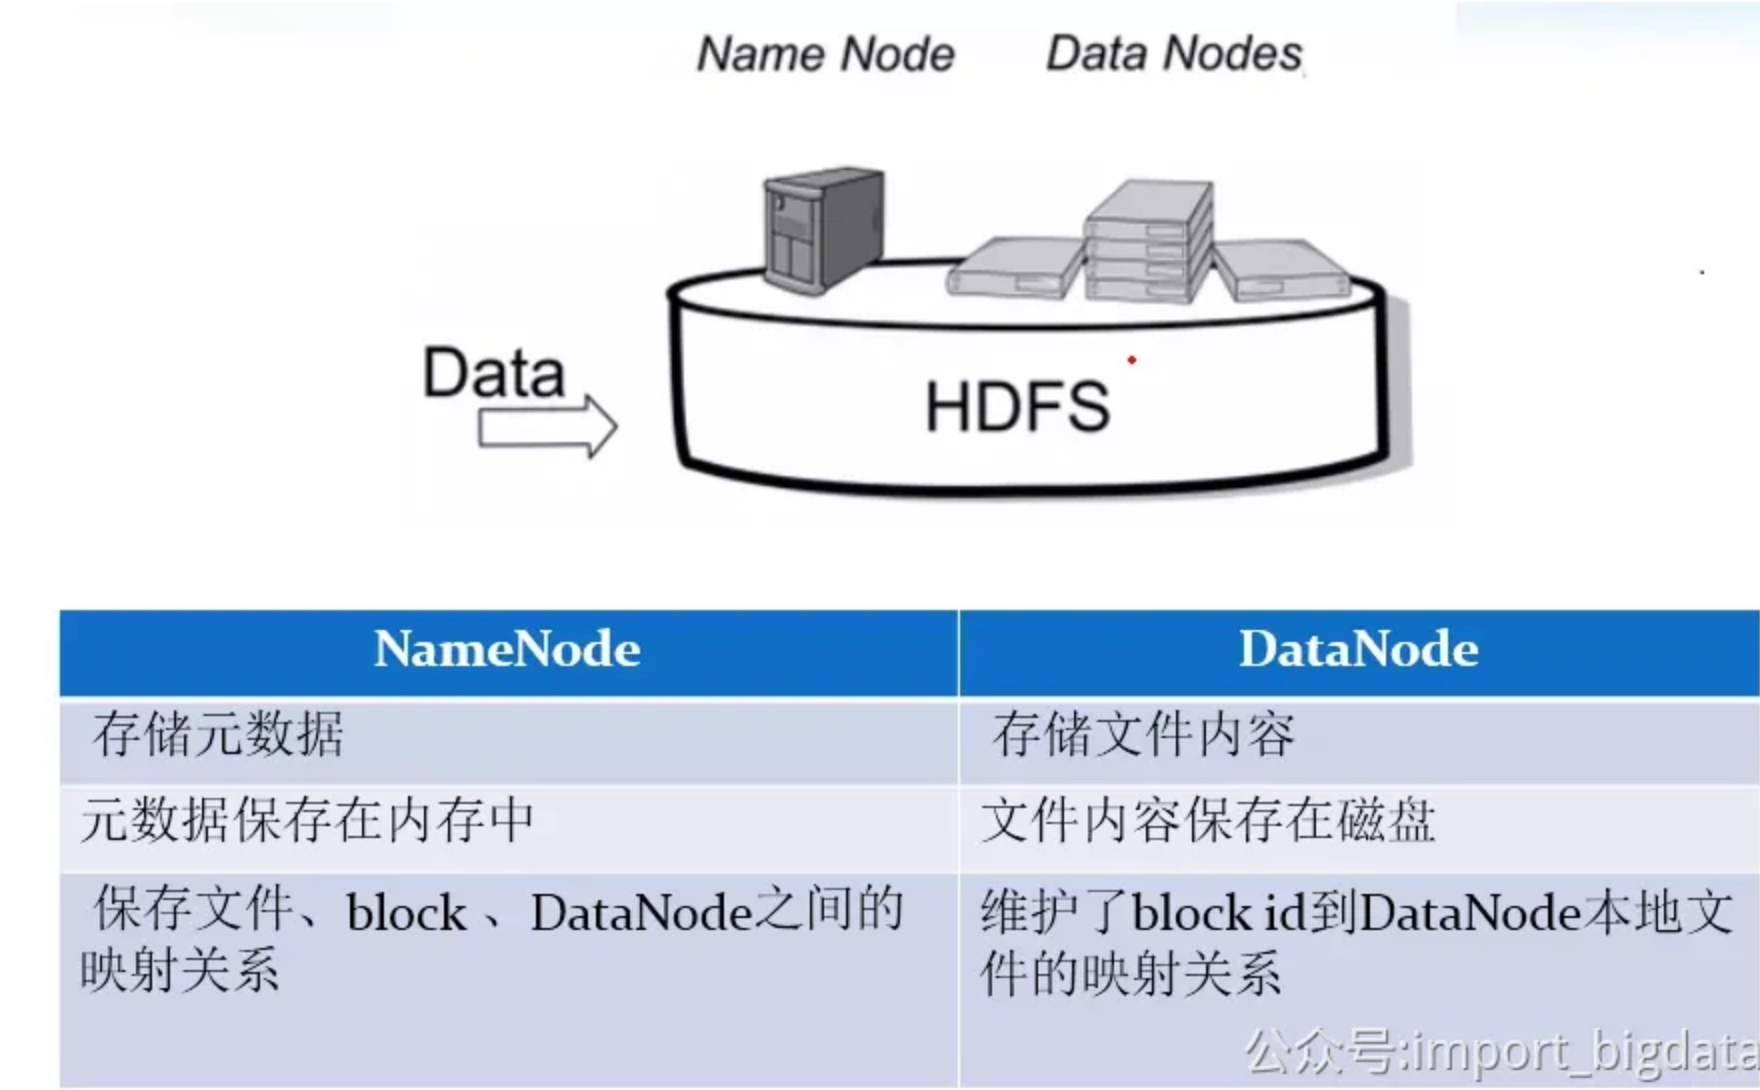 Name Node Data Nodes
Data
HDFS
NameNode DataNode
存储元数据 存储文件内容
元数据保存在内存中 文件内容保存在磁盘
保存文件、block 、DataNode之间的 维护了block id到DataNode本地文
映射关系 件的映射关系
公众号:import_bigdata